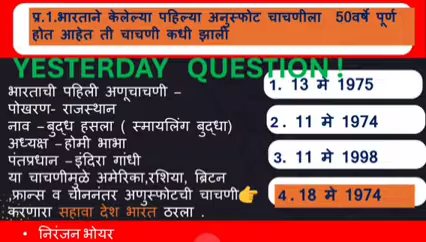 प्र.1.भारताने केलेल्या पहिल्या अनुस्फोट चाचणीला 50वर्षे पूर्ण
होत आहेत ती चाचणी कधी झाली
YESTERDAY QUESTION !
भारताची पहिली अणूचाचणी –
पोखरण- राजस्थान
नाव –बुद्ध हसला ( स्मायलिंग बुद्धा)
अध्यक्ष –होमी भाभा
पंतप्रधान –इंदिरा गांधी
या चाचणीमुळे अमेरिका,रशिया, ब्रिटन
,फ्रान्स व चीननंतर अणुस्फोटची चाचणी
करणारा सहावा देश भारत ठरला .
1. 13 मे 1975
2. 11 मे 1974
3. 11 मे 1998
4.18 मे 1974
• निरंजन भोयर